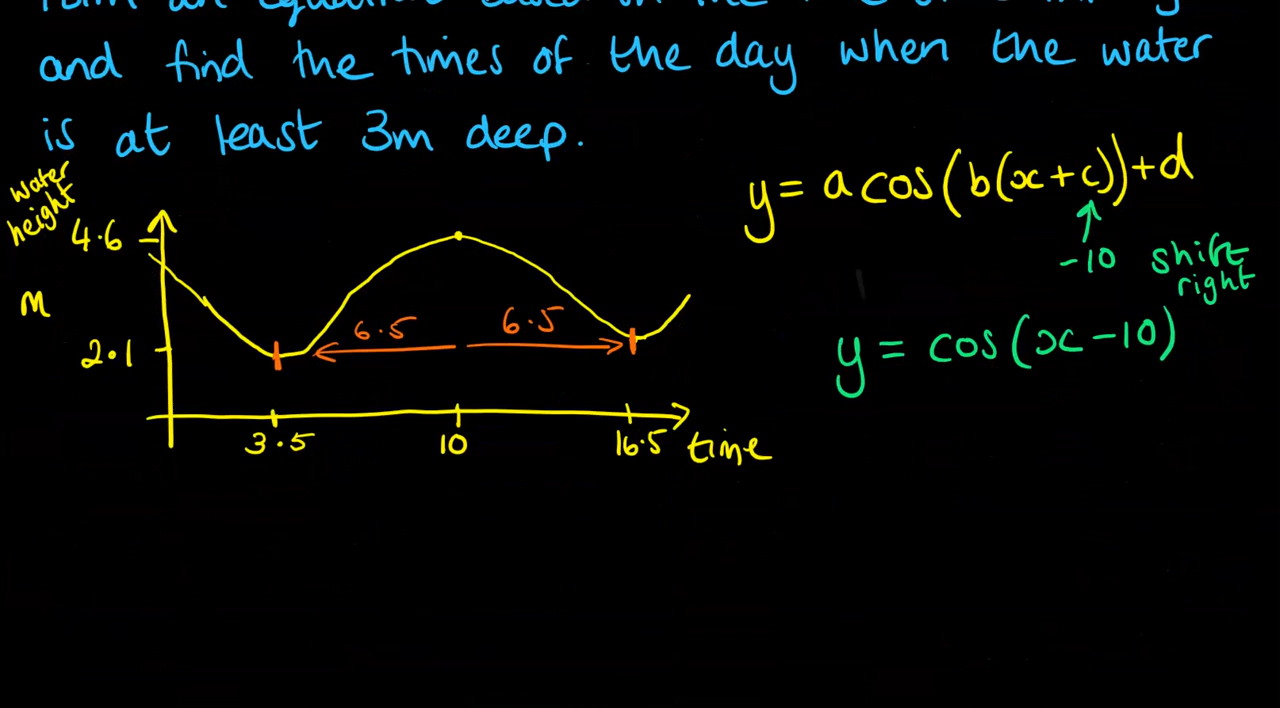 and find the times of the day when the water
is at least 3m deep.
water
height
4.6
M
2.1
6.5
6.5
3.5
10
16.5
time
y = a cos(b(x+c))+d
-10 shift
right
y = cos(x-10)